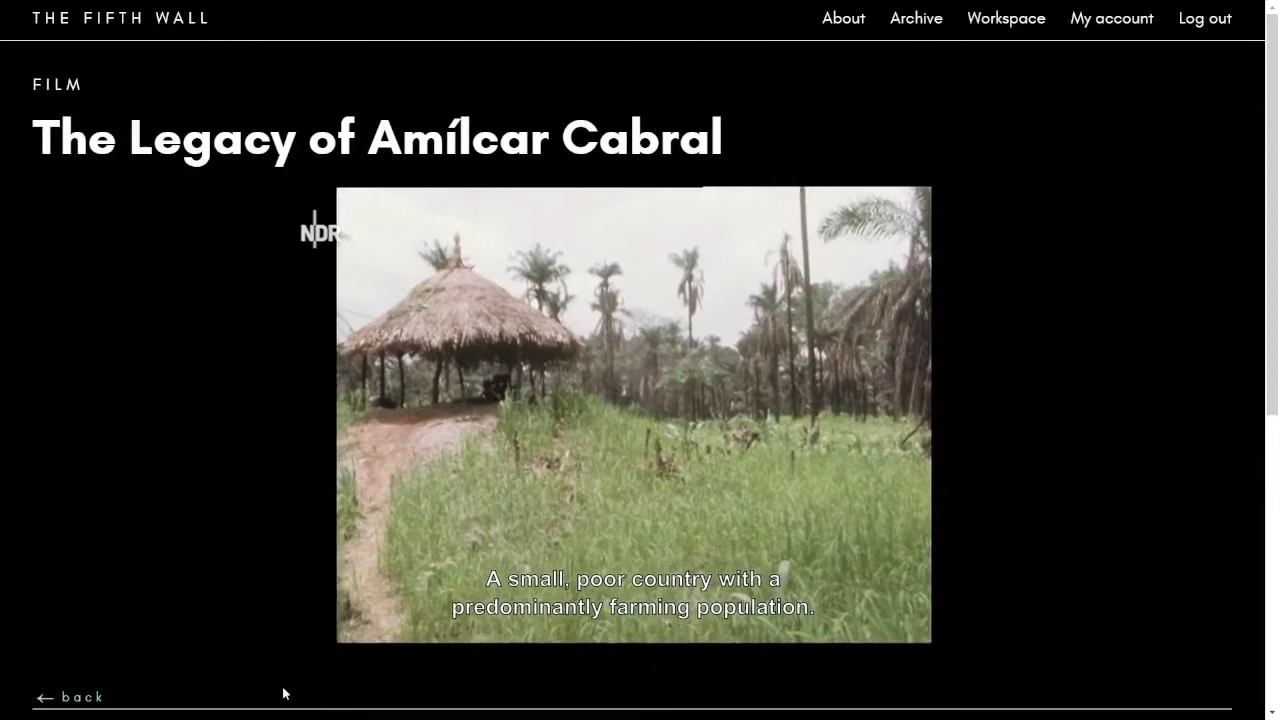 THE FIFTH WALL
About Archive Workspace My account Log out
FILM
The Legacy of Amílcar Cabral
NDR
A small, poor country with a
predominantly farming population.
← back